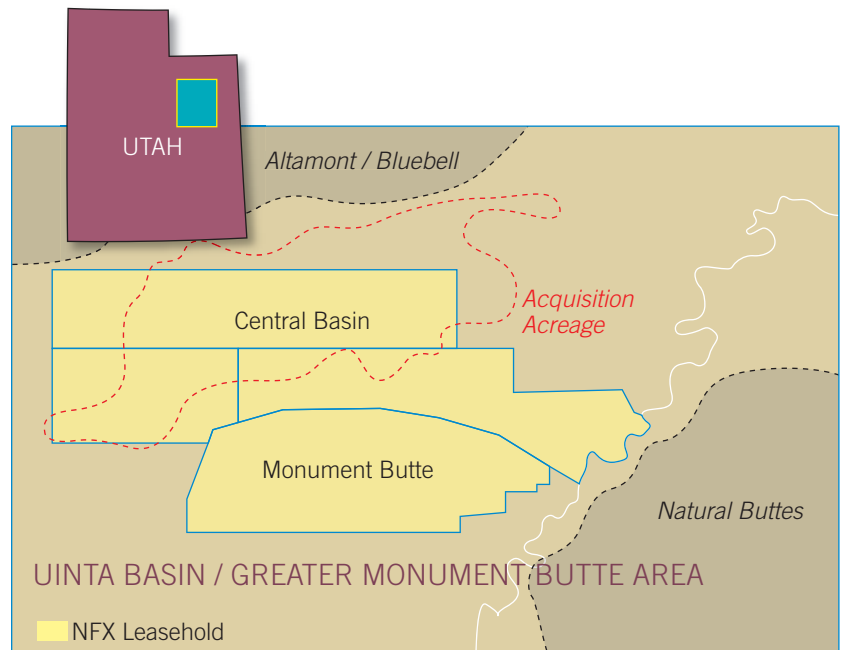 UTAH
Altamont / Bluebell
Acquisition
Acreage
Central Basin
Monument Butte
Natural Buttes
UINTA BASIN / GREATER MONUMENT BUTTE AREA
NFX Leasehold